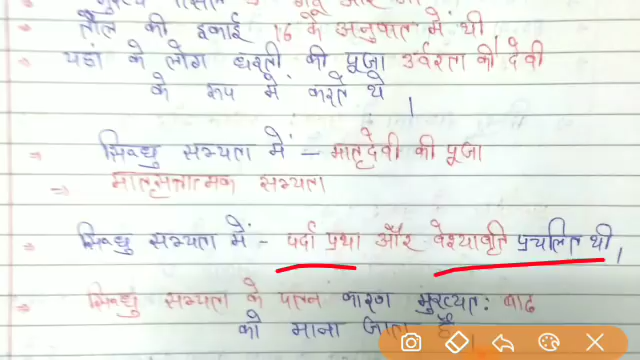 तौल की इकाई 16 के अनुपात में थी
यहां के लोग धरती की पूजा उर्वरता की देवी
के रूप में करते थे ।
सिन्धु सभ्यता में - मातृदेवी की पूजा
मातृसत्तात्मक सभ्यता
सिन्धु सभ्यता में - पर्दा प्रथा और वेश्यावृत्ति प्रचलित थी ।
सिन्धु सभ्यता के पतन कारण मुख्यतः बाढ़
को माना जाता है